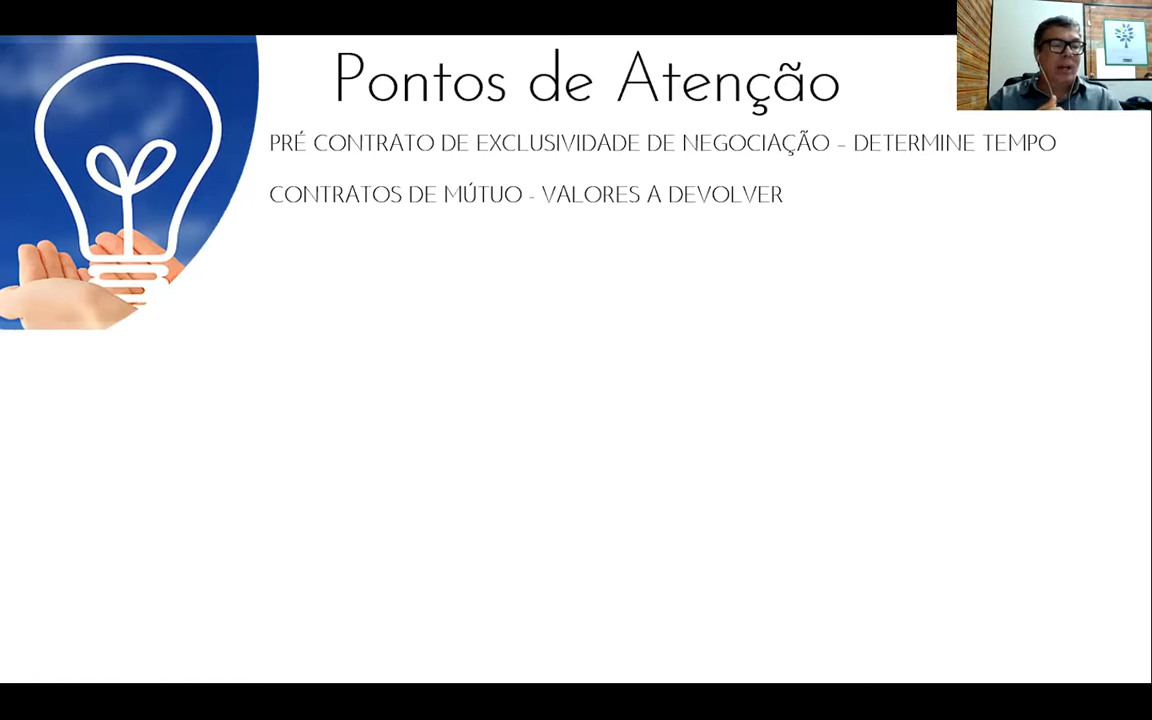 Pontos de Atenção
PRÉ CONTRATO DE EXCLUSIVIDADE DE NEGOCIAÇÃO – DETERMINE TEMPO
CONTRATOS DE MÚTUO - VALORES A DEVOLVER